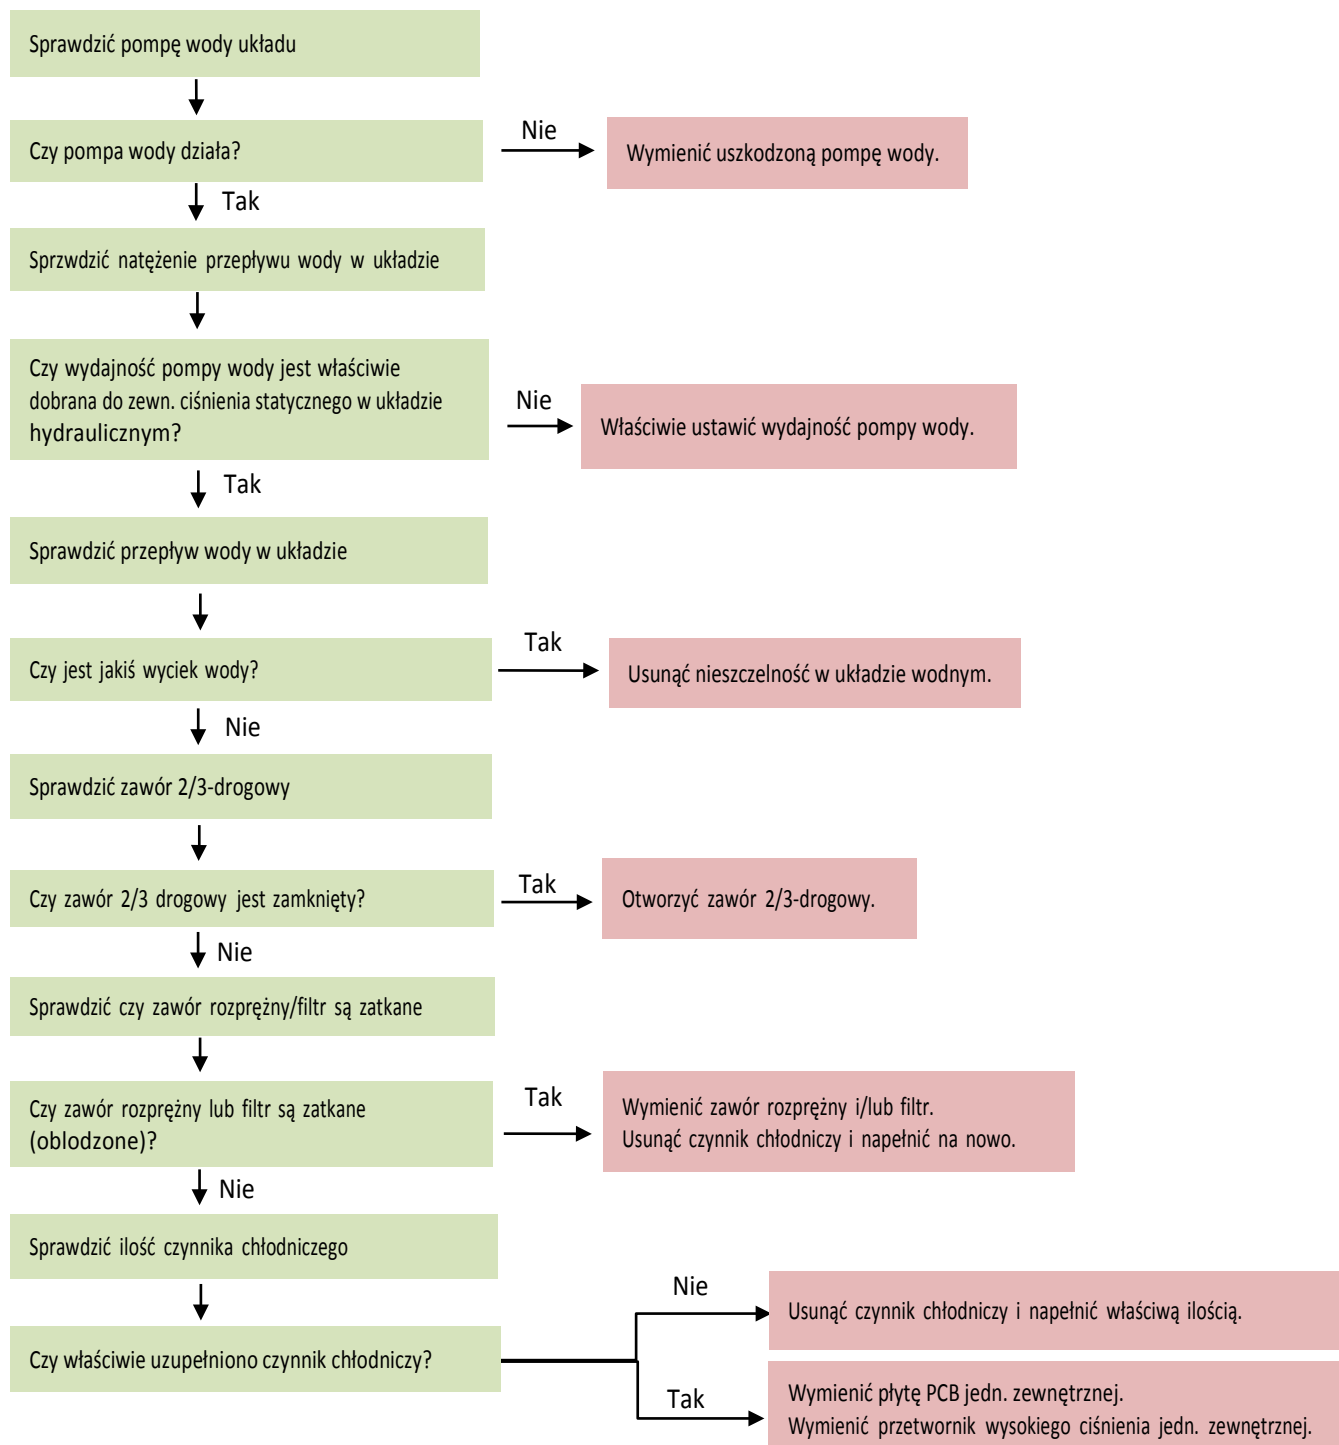 Sprawdzić pompę wody układu
Czy pompa wody działa?
Nie
Wymienić uszkodzoną pompę wody.
Tak
Sprzwdzić natężenie przepływu wody w układzie
Czy wydajność pompy wody jest właściwie
dobrana do zewn. ciśnienia statycznego w układzie
hydraulicznym?
Nie
Właściwie ustawić wydajność pompy wody.
Tak
Sprawdzić przepływ wody w układzie
Czy jest jakiś wyciek wody?
Tak
Usunąć nieszczelność w układzie wodnym.
Nie
Sprawdzić zawór 2/3-drogowy
Czy zawór 2/3 drogowy jest zamknięty?
Tak
Otworzyć zawór 2/3-drogowy.
Nie
Sprawdzić czy zawór rozprężny/filtr są zatkane
Czy zawór rozprężny lub filtr są zatkane
(oblodzone)?
Tak
Wymienić zawór rozprężny i/lub filtr.
Usunąć czynnik chłodniczy i napełnić na nowo.
Nie
Sprawdzić ilość czynnika chłodniczego
Czy właściwie uzupełniono czynnik chłodniczy?
Nie
Usunąć czynnik chłodniczy i napełnić właściwą ilością.
Tak
Wymienić płytę PCB jedn. zewnętrznej.
Wymienić przetwornik wysokiego ciśnienia jedn. zewnętrznej.